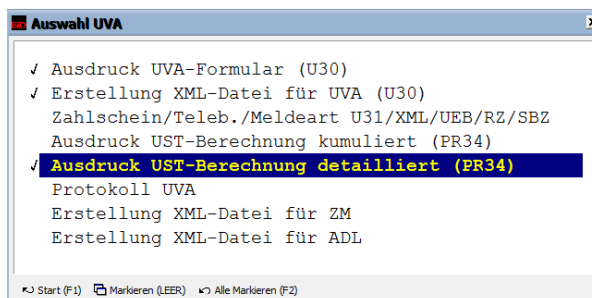 Auswahl UVA
√ Ausdruck UVA-Formular (U30)
√ Erstellung XML-Datei für UVA (U30)
Zahlschein/Teleb./Meldeart U31/XML/UEB/RZ/SBZ
Ausdruck UST-Berechnung kumuliert (PR34)
√ Ausdruck UST-Berechnung detailliert (PR34)
Protokoll UVA
Erstellung XML-Datei für ZM
Erstellung XML-Datei für ADL
Start (F1) Markieren (LEER) Alle Markieren (F2)